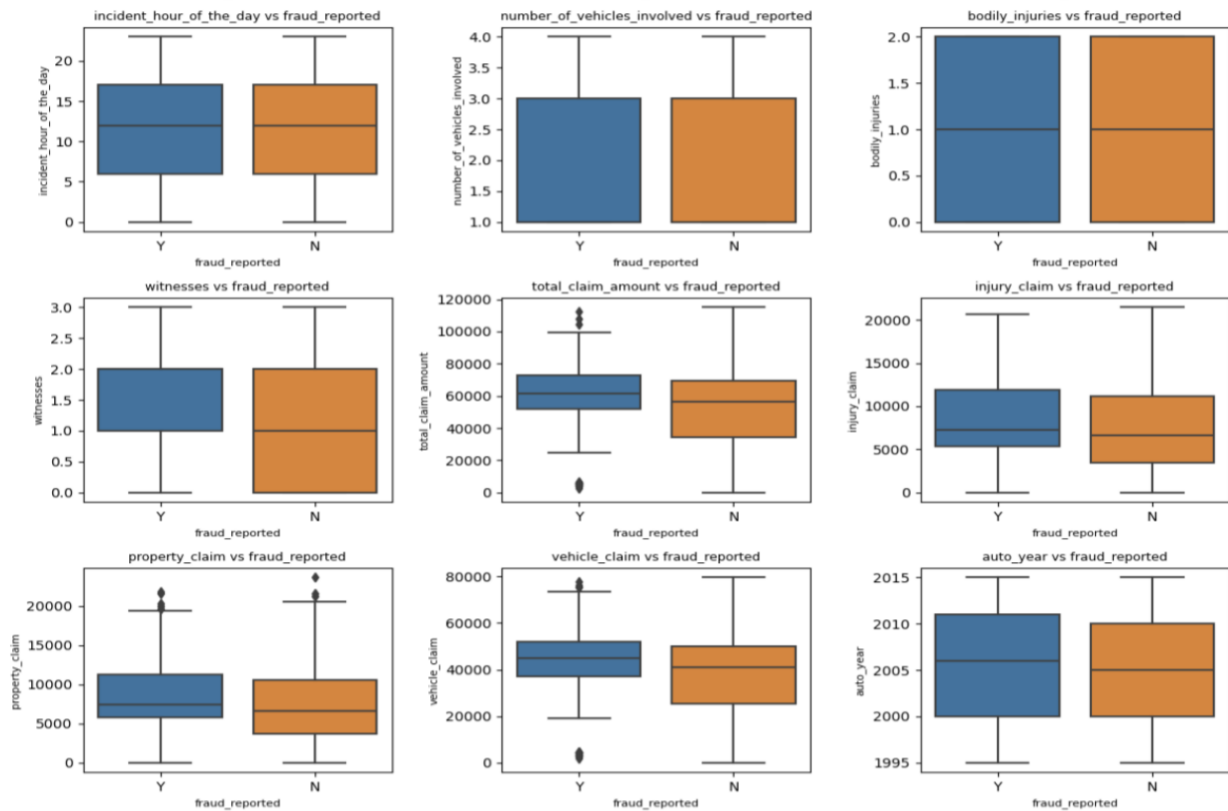 incident_hour_of_the_day vs fraud_reported
incident_hour_of_the_day
20
15
10
5
0
Y N
fraud_reported
number_of_vehicles_involved vs fraud_reported
number_of_vehicles_involved
4.0
3.5
3.0
2.5
2.0
1.5
1.0
Y N
fraud_reported
bodily_injuries vs fraud_reported
bodily_injuries
2.0
1.5
1.0
0.5
0.0
Y N
fraud_reported
witnesses vs fraud_reported
witnesses
3.0
2.5
2.0
1.5
1.0
0.5
0.0
Y N
fraud_reported
total_claim_amount vs fraud_reported
total_claim_amount
120000
100000
80000
60000
40000
20000
0
Y N
fraud_reported
injury_claim vs fraud_reported
injury_claim
20000
15000
10000
5000
0
Y N
fraud_reported
property_claim vs fraud_reported
property_claim
20000
15000
10000
5000
0
Y N
fraud_reported
vehicle_claim vs fraud_reported
vehicle_claim
80000
60000
40000
20000
0
Y N
fraud_reported
auto_year vs fraud_reported
auto_year
2015
2010
2005
2000
1995
Y N
fraud_reported